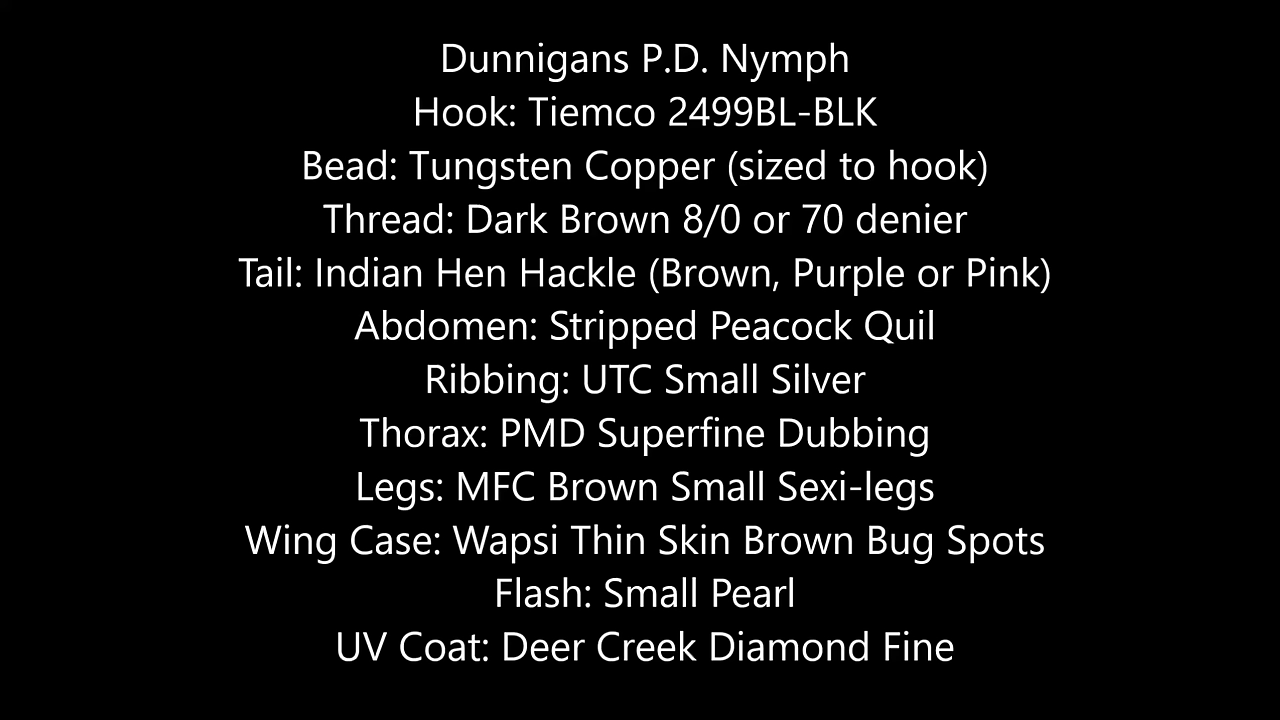 Dunnigans P.D. Nymph
Hook: Tiemco 2499BL-BLK
Bead: Tungsten Copper (sized to hook)
Thread: Dark Brown 8/0 or 70 denier
Tail: Indian Hen Hackle (Brown, Purple or Pink)
Abdomen: Stripped Peacock Quil
Ribbing: UTC Small Silver
Thorax: PMD Superfine Dubbing
Legs: MFC Brown Small Sexi-legs
Wing Case: Wapsi Thin Skin Brown Bug Spots
Flash: Small Pearl
UV Coat: Deer Creek Diamond Fine